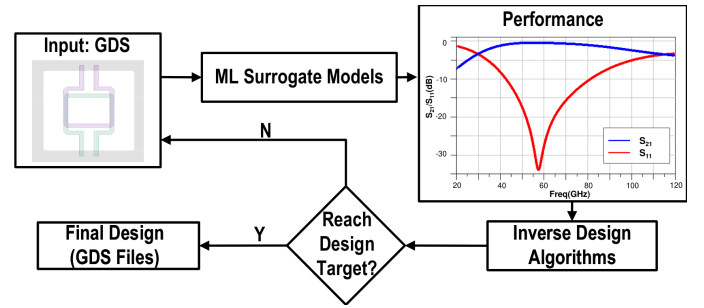 Input: GDS
ML Surrogate Models
Performance
S21/S11(dB)
0
-10
-20
-30
S21
S11
20
40
60
80
100
120
Freq(GHz)
N
Reach
Design
Target?
Y
Final Design
(GDS Files)
Inverse Design
Algorithms